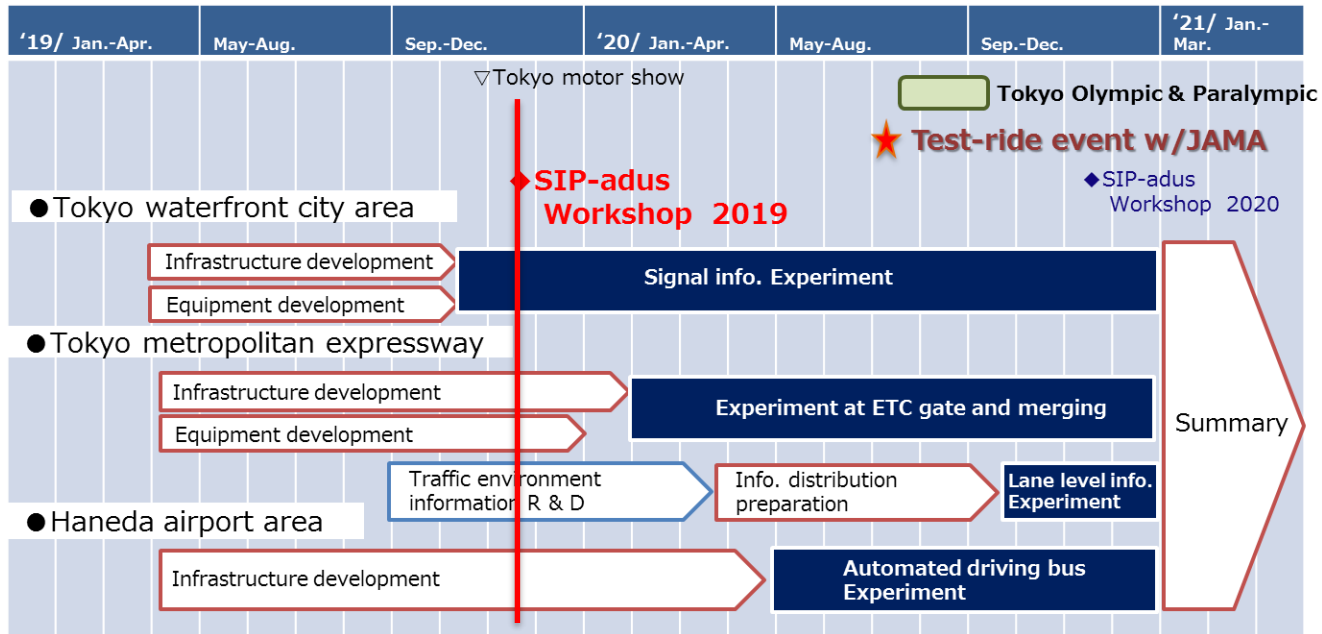 ‘19/ Jan.-Apr.
May-Aug.
Sep.-Dec.
‘20/ Jan.-Apr.
May-Aug.
Sep.-Dec.
‘21/ Jan.-
Mar.
▽Tokyo motor show
Tokyo Olympic & Paralympic
Test-ride event w/JAMA
◆SIP-adus
Workshop 2019
◆SIP-adus
Workshop 2020
●Tokyo waterfront city area
Infrastructure development
Equipment development
Signal info. Experiment
●Tokyo metropolitan expressway
Infrastructure development
Equipment development
Experiment at ETC gate and merging
Summary
Traffic environment
information R & D
Info. distribution
preparation
Lane level info.
Experiment
●Haneda airport area
Infrastructure development
Automated driving bus
Experiment